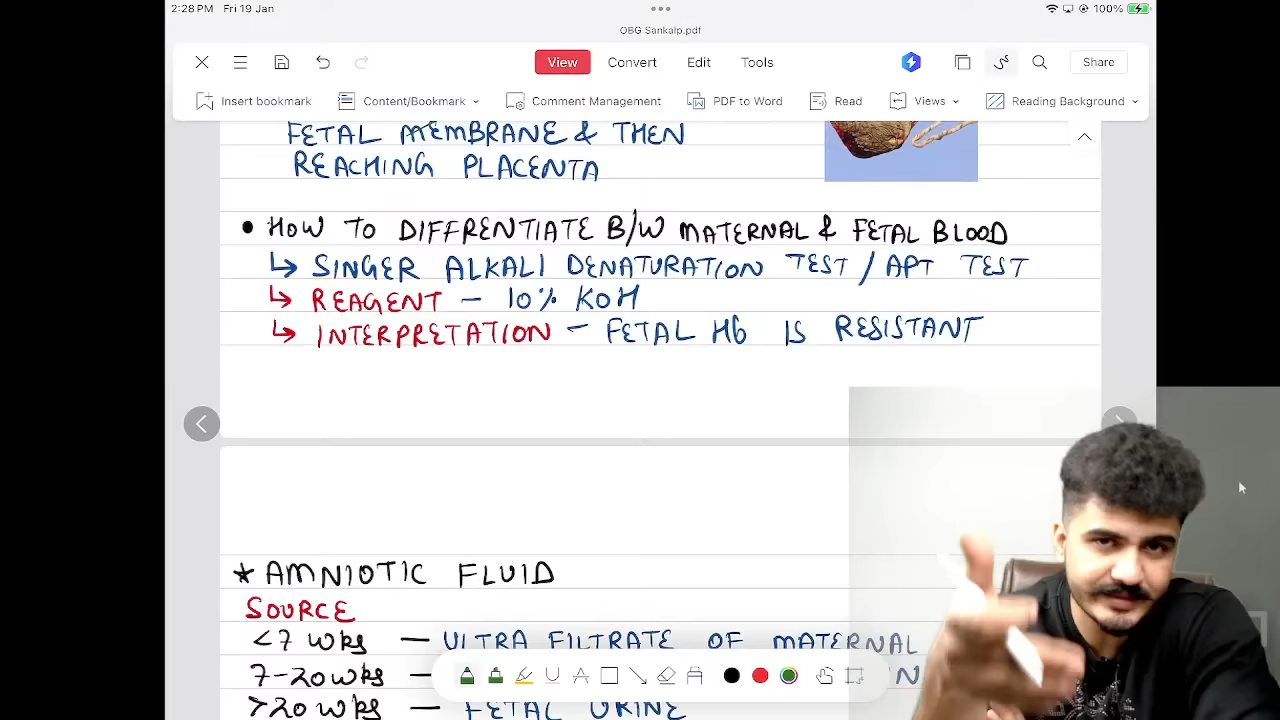 2:28 PM Fri 19 Jan
100%
OBG Sankalp.pdf
View Convert Edit Tools
Share
Insert bookmark Content/Bookmark Comment Management PDF to Word Read Views Reading Background
FETAL MEMBRANE & THEN
REACHING PLACENTA
• HOW TO DIFFRENTIATE B/W MATERNAL & FETAL BLOOD
↳ SINGER ALKALI DENATURATION TEST / APT TEST
↳ REAGENT – 10% KOH
↳ INTERPRETATION – FETAL Hb IS RESISTANT
* AMNIOTIC FLUID
SOURCE
<7 wks — ULTRA FILTRATE OF MATERNAL
7-20 wks —
>20 wks — FETAL URINE